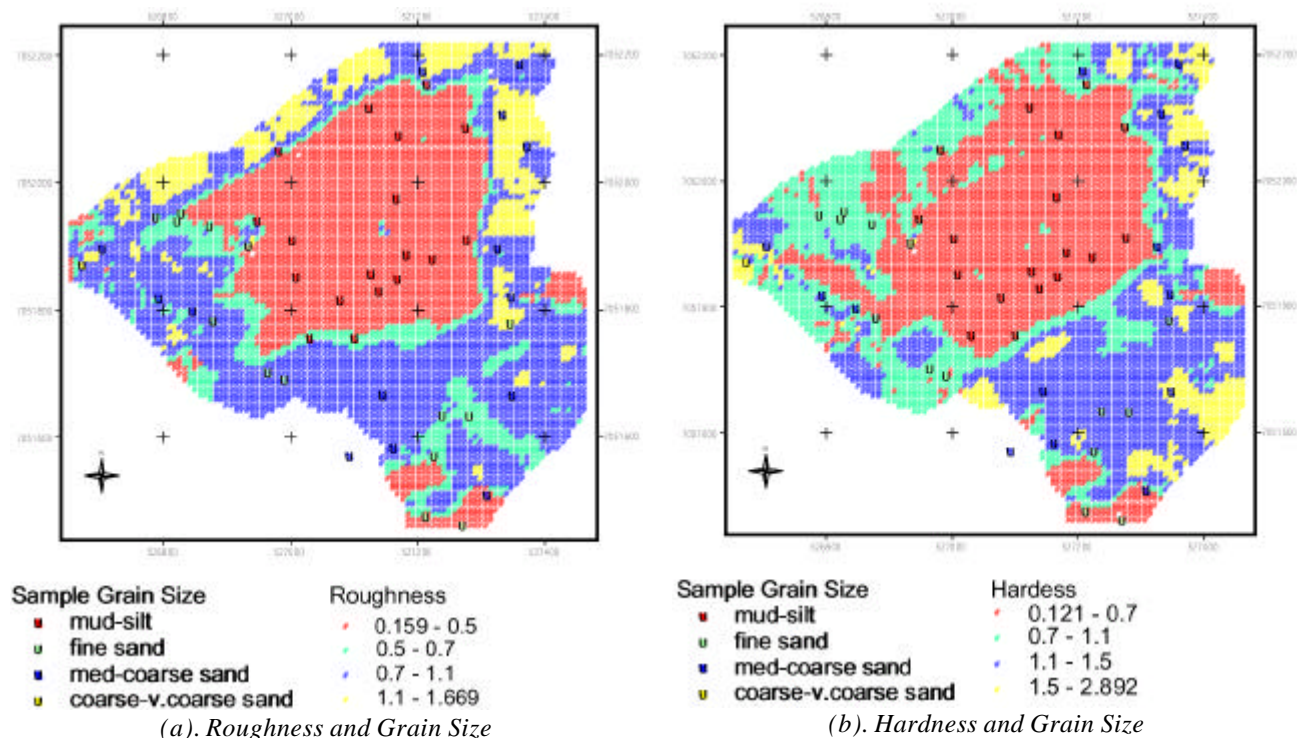 Sample Grain Size
mud-silt
fine sand
med-coarse sand
coarse-v.coarse sand
Roughness
0.159 - 0.5
0.5 - 0.7
0.7 - 1.1
1.1 - 1.669
(a). Roughness and Grain Size
Sample Grain Size
mud-silt
fine sand
med-coarse sand
coarse-v.coarse sand
Hardess
0.121 - 0.7
0.7 - 1.1
1.1 - 1.5
1.5 - 2.892
(b). Hardness and Grain Size